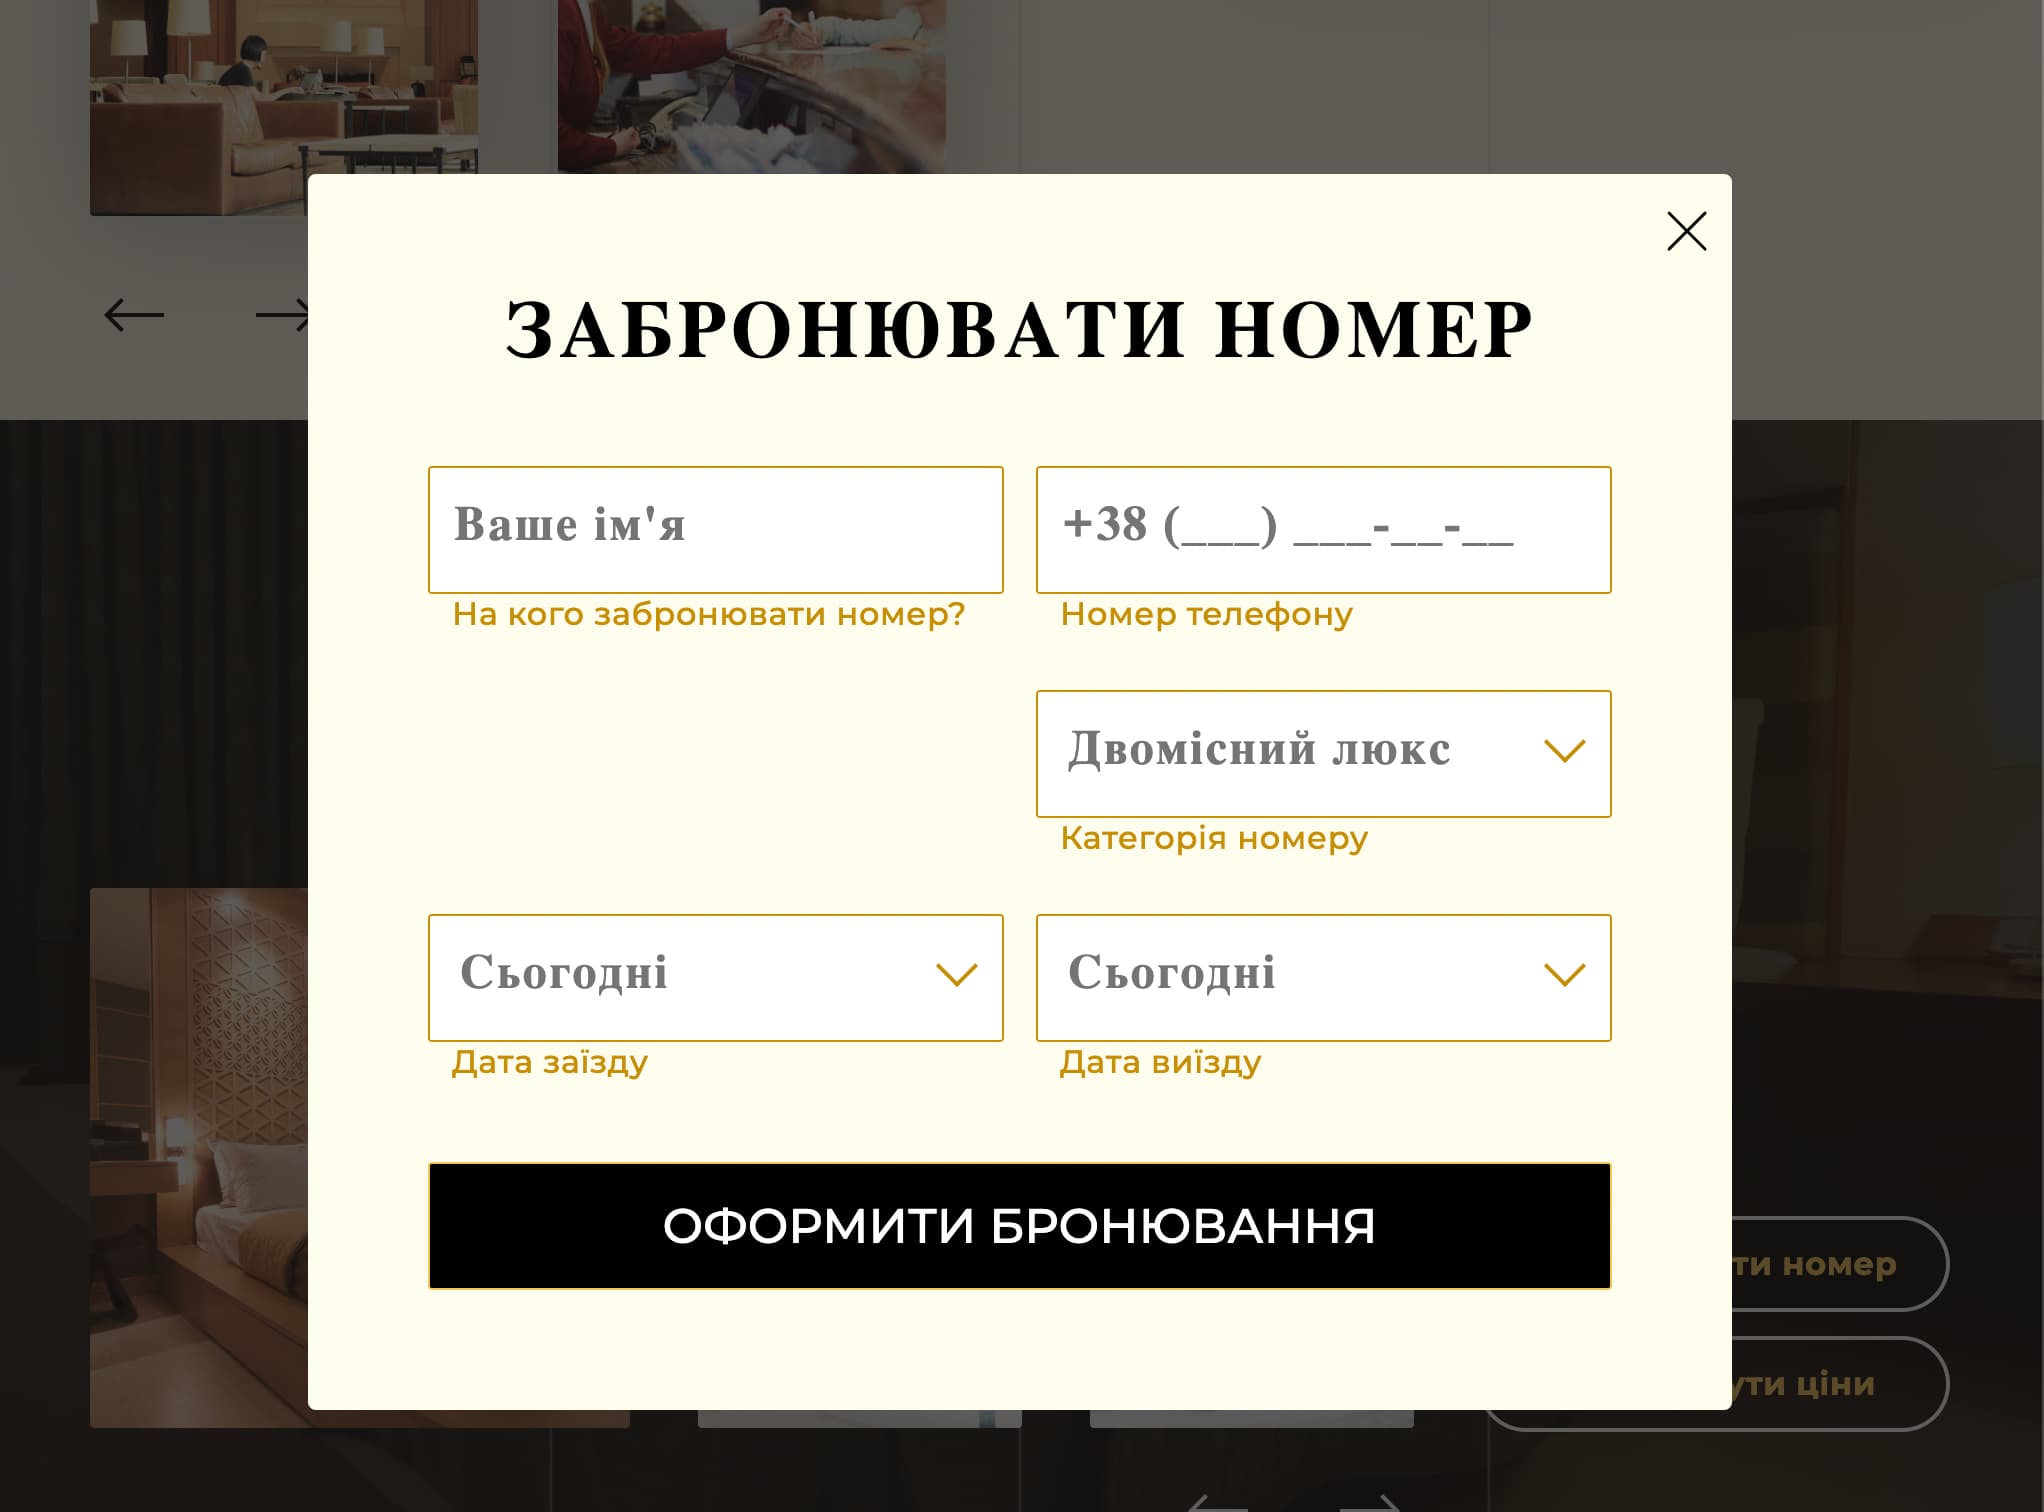 ЗАБРОНЮВАТИ НОМЕР
Ваше ім'я
+38 (___) ___-__-__
На кого забронювати номер?
Номер телефону
Двомісний люкс
Категорія номеру
Сьогодні
Сьогодні
Дата заїзду
Дата виїзду
ОФОРМИТИ БРОНЮВАННЯ
ти номер
ути ціни